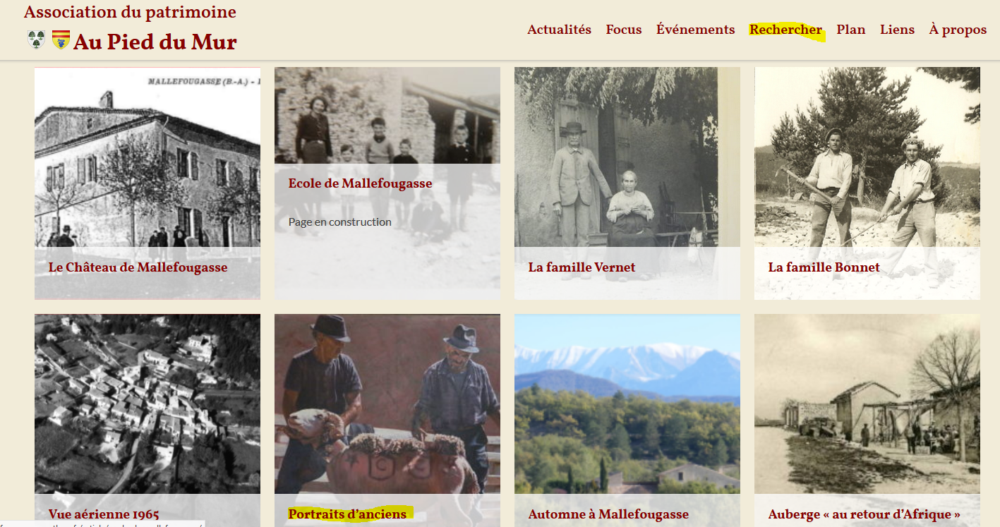 Association du patrimoine
Au Pied du Mur
Actualités Focus Événements Rechercher Plan Liens À propos
MALLEFOUGASSE (B.-A.) -
Le Château de Mallefougasse
Ecole de Mallefougasse
Page en construction
La famille Vernet
La famille Bonnet
Vue aérienne 1965
Portraits d'anciens
Automne à Mallefougasse
Auberge « au retour d'Afrique »